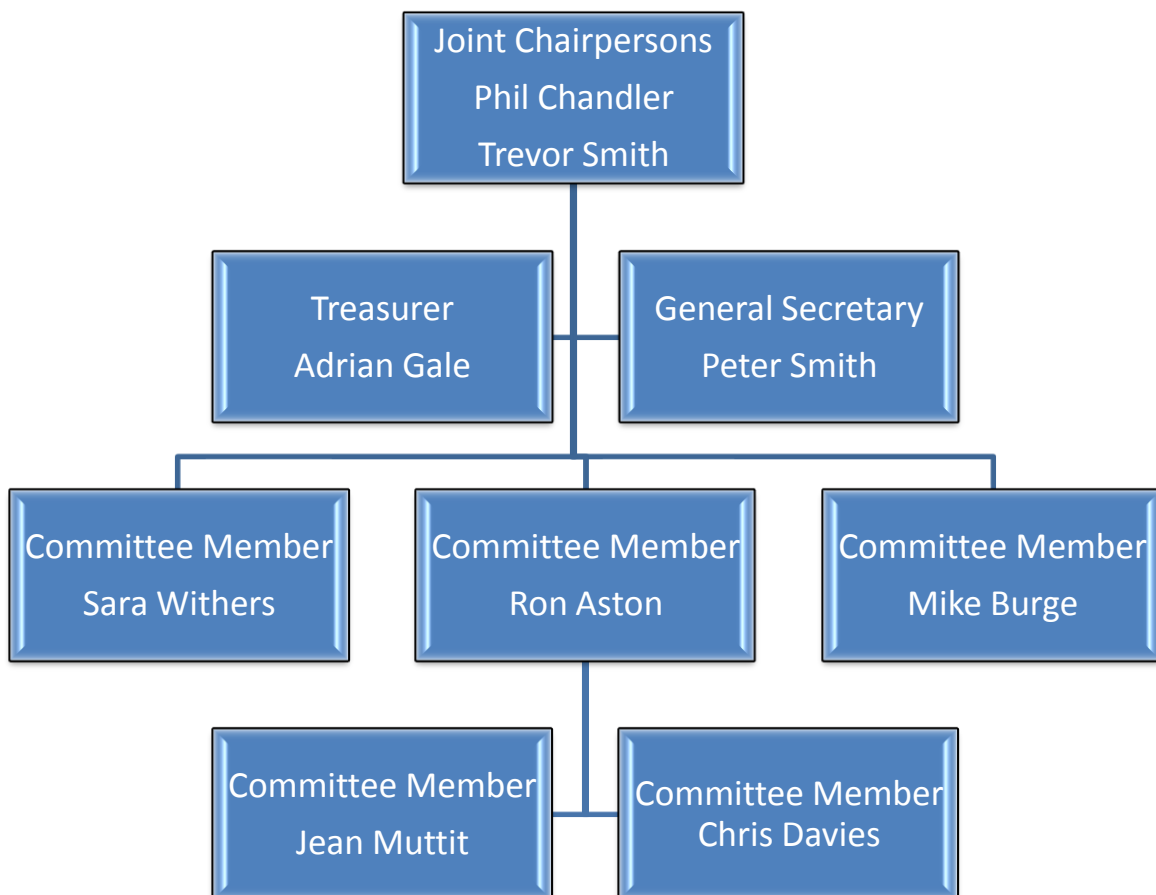 Joint Chairpersons
Phil Chandler
Trevor Smith
Treasurer
Adrian Gale
General Secretary
Peter Smith
Committee Member
Sara Withers
Committee Member
Ron Aston
Committee Member
Mike Burge
Committee Member
Jean Muttit
Committee Member
Chris Davies